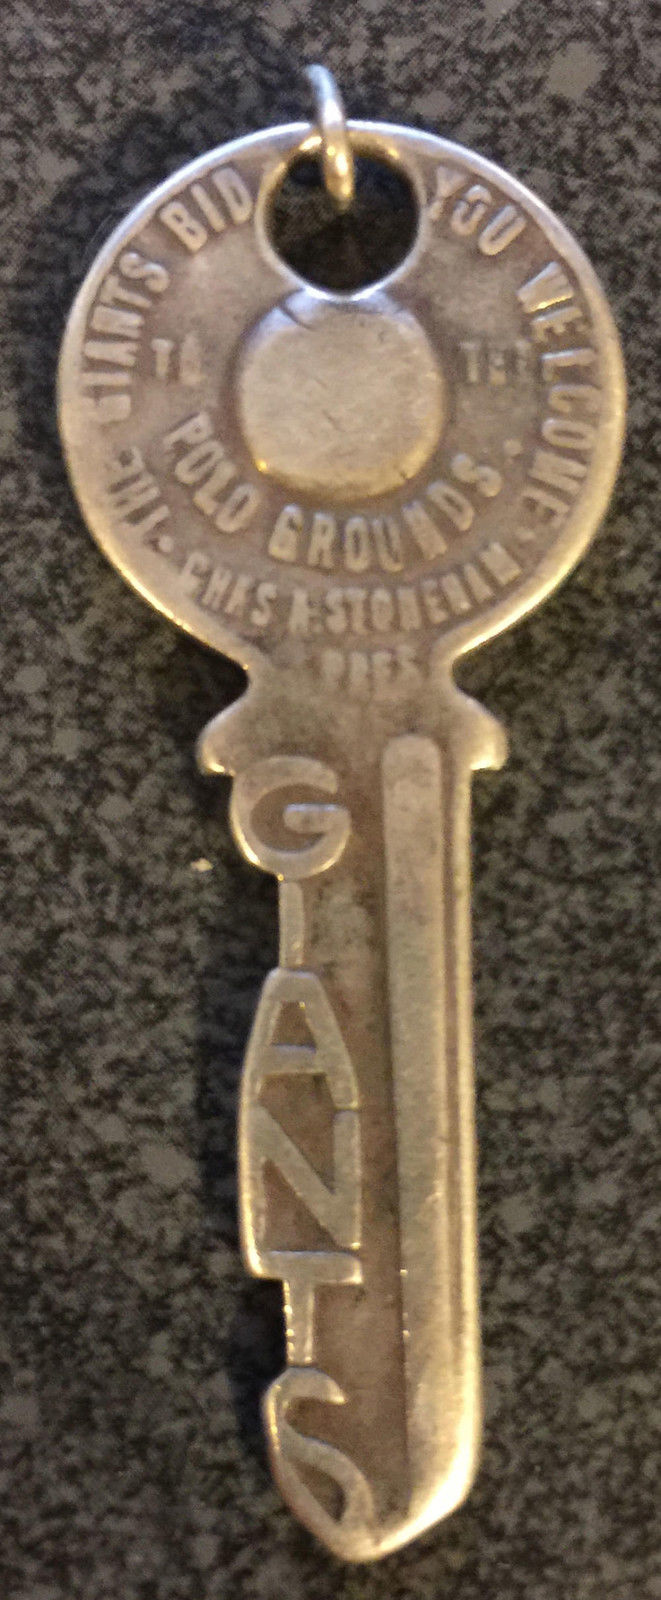 THE GIANTS BID YOU WELCOME
TO THE
POLO GROUNDS
CHAS A. STONEHAM
PRES
GIANTS